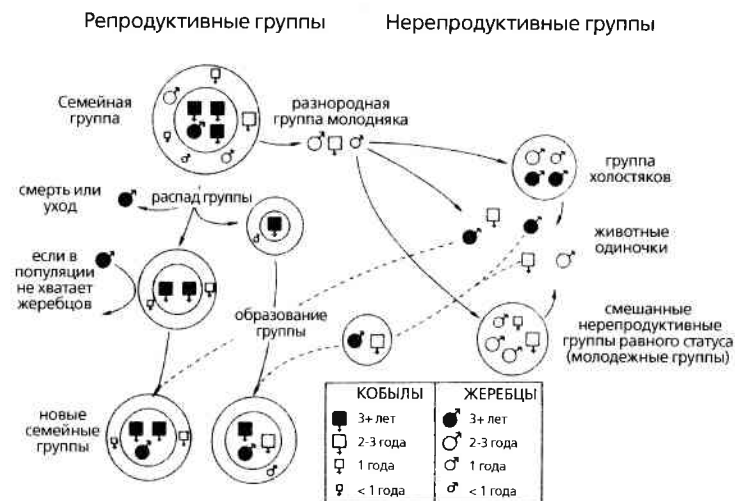 Репродуктивные группы
Нерепродуктивные группы
Семейная
группа
разнородная
группа молодняка
группа
холостяков
смерть или
уход
распад группы
животные
одиночки
если в
популяции
не хватает
жеребцов
образование
группы
смешанные
нерепродуктивные
группы равного статуса
(молодежные группы)
новые
семейные
группы
КОБЫЛЫ
3+ лет
2-3 года
1 года
< 1 года
ЖЕРЕБЦЫ
3+ лет
2-3 года
1 года
< 1 года